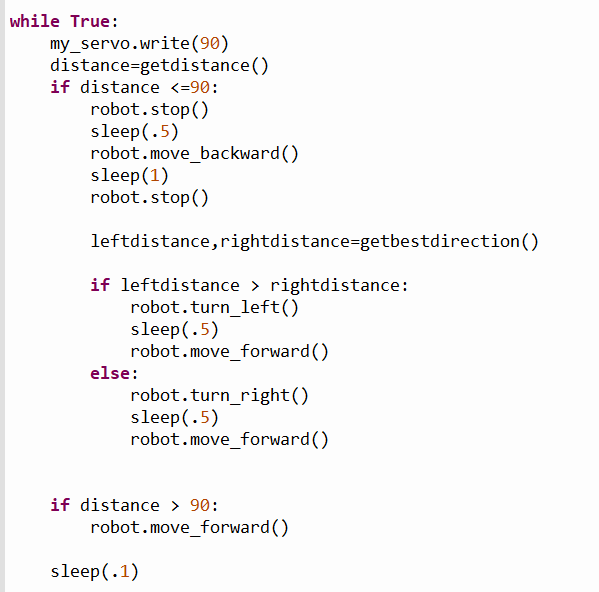 while True:
    my_servo.write(90)
    distance=getdistance()
    if distance <=90:
        robot.stop()
        sleep(.5)
        robot.move_backward()
        sleep(1)
        robot.stop()

        leftdistance,rightdistance=getbestdirection()

        if leftdistance > rightdistance:
            robot.turn_left()
            sleep(.5)
            robot.move_forward()
        else:
            robot.turn_right()
            sleep(.5)
            robot.move_forward()


    if distance > 90:
        robot.move_forward()

    sleep(.1)